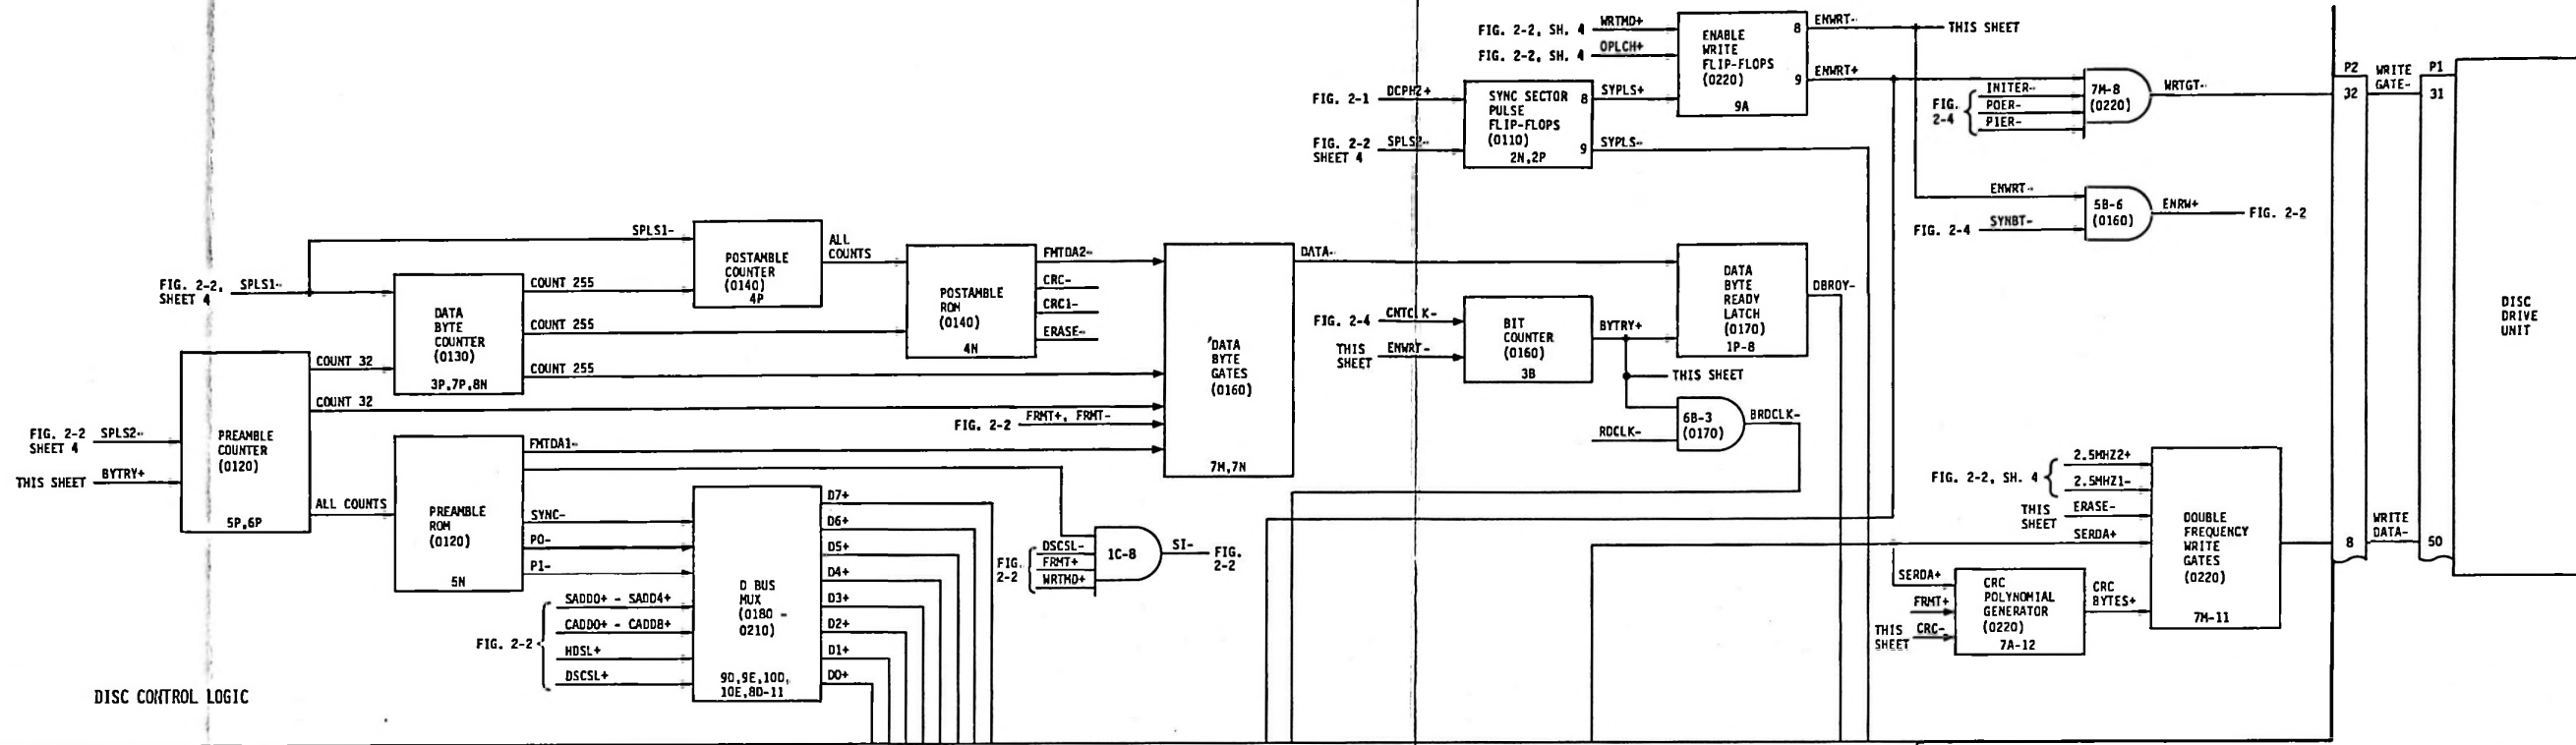 FIG. 2-2, SH. 4 WRTMD+
FIG. 2-2, SH. 4 OPLCH+
ENABLE
WRITE
FLIP-FLOPS
(0220)
9A
8 ENWRT-
THIS SHEET
9 ENWRT+
FIG. 2-1 DCPH2+
FIG. 2-2
SHEET 4
SPLS2-
SYNC SECTOR
PULSE
FLIP-FLOPS
(0110)
2N,2P
8 SYPLS+
9 SYPLS-
FIG.
2-4
INITER-
POER-
P1ER-
7M-8
(0220)
WRTGT-
P2
32
WRITE
GATE-
P1
31
ENWRT-
FIG. 2-4 SYNBT-
5B-6
(0160)
ENRW+
FIG. 2-2
DISC
DRIVE
UNIT
FIG. 2-2,
SHEET 4
SPLS1-
SPLS1-
POSTAMBLE
COUNTER
(0140)
4P
ALL
COUNTS
DATA
BYTE
COUNTER
(0130)
3P,7P,8N
COUNT 255
COUNT 255
COUNT 255
POSTAMBLE
ROM
(0140)
4N
FMTDA2-
CRC-
CRC1-
ERASE-
DATA
BYTE
GATES
(0160)
7M,7N
DATA-
FIG. 2-4 CNTCLK-
THIS
SHEET
ENWRT-
BIT
COUNTER
(0160)
3B
BYTRY+
THIS SHEET
DATA
BYTE
READY
LATCH
(0170)
1P-8
DBRDY-
RDCLK-
6B-3
(0170)
BRDCLK-
FIG. 2-2
SHEET 4
SPLS2-
THIS SHEET BYTRY+
PREAMBLE
COUNTER
(0120)
5P,6P
COUNT 32
COUNT 32
ALL COUNTS
FIG. 2-2 FRMT+, FRMT-
PREAMBLE
ROM
(0120)
5N
FMTDA1-
SYNC-
PO-
P1-
FIG. 2-2
SADD0+ - SADD4+
CADD0+ - CADD8+
HDSL+
DSCSL+
D BUS
MUX
(0180 -
0210)
9D,9E,10D,
10E,8D-11
D7+
D6+
D5+
D4+
D3+
D2+
D1+
D0+
FIG.
2-2
DSCSL-
FRMT+
WRTMD+
1C-8
SI-
FIG.
2-2
FIG. 2-2, SH. 4
2.5MHZ2+
2.5MHZ1-
THIS
SHEET
ERASE-
SERDA+
DOUBLE
FREQUENCY
WRITE
GATES
(0220)
7M-11
8
WRITE
DATA-
50
SERDA+
FRMT+
THIS
SHEET
CRC-
CRC
POLYNOMIAL
GENERATOR
(0220)
7A-12
CRC
BYTES+
DISC CONTROL LOGIC